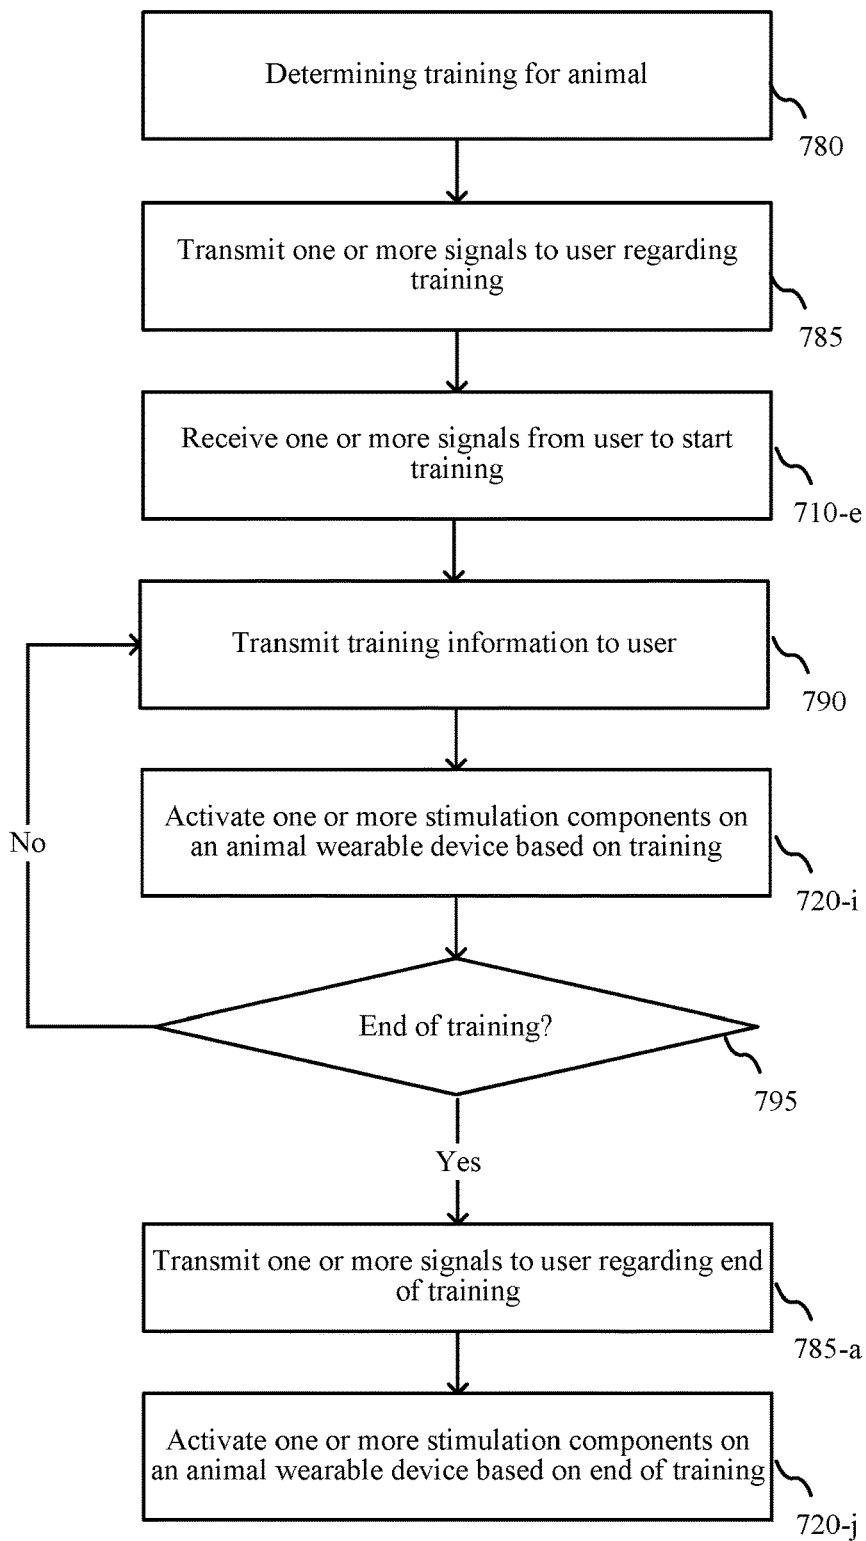 Determining training for animal
780
Transmit one or more signals to user regarding
training
785
Receive one or more signals from user to start
training
710-e
Transmit training information to user
790
Activate one or more stimulation components on
an animal wearable device based on training
720-i
No
End of training?
795
Yes
Transmit one or more signals to user regarding end
of training
785-a
Activate one or more stimulation components on
an animal wearable device based on end of training
720-j